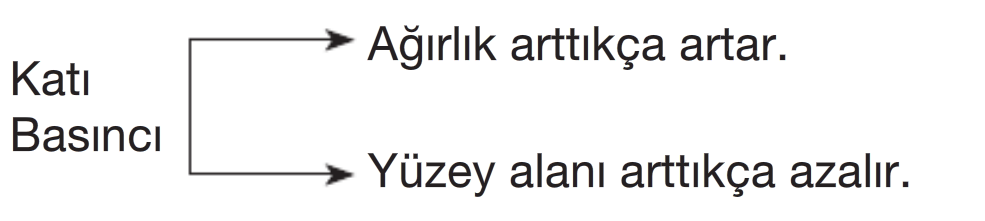 Katı
Basıncı
Ağırlık arttıkça artar.
Yüzey alanı arttıkça azalır.